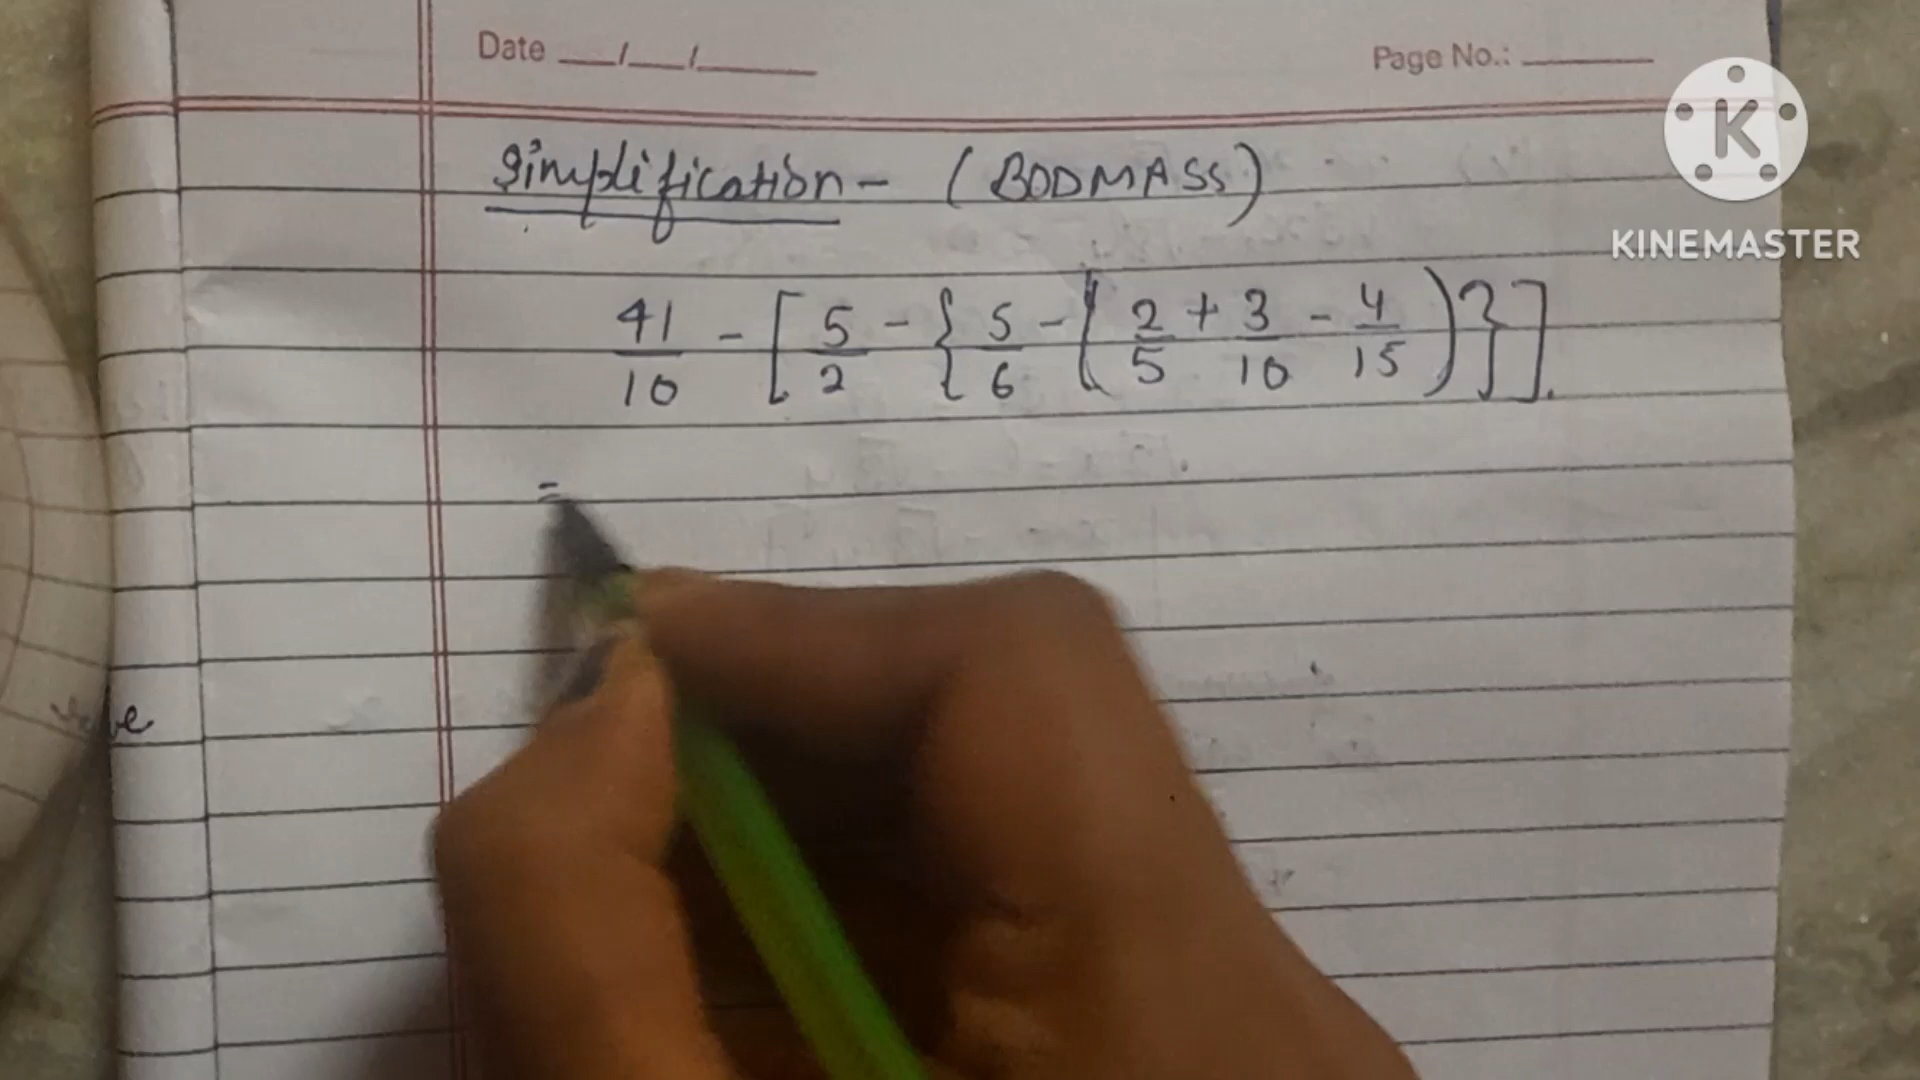 Date __/__/____ Page No.: ____
K
KINEMASTER
Simplification - (BODMASS)
41/10 - [5/2 - {5/6 - (2/5 + 3/10 - 4/15)}].
=